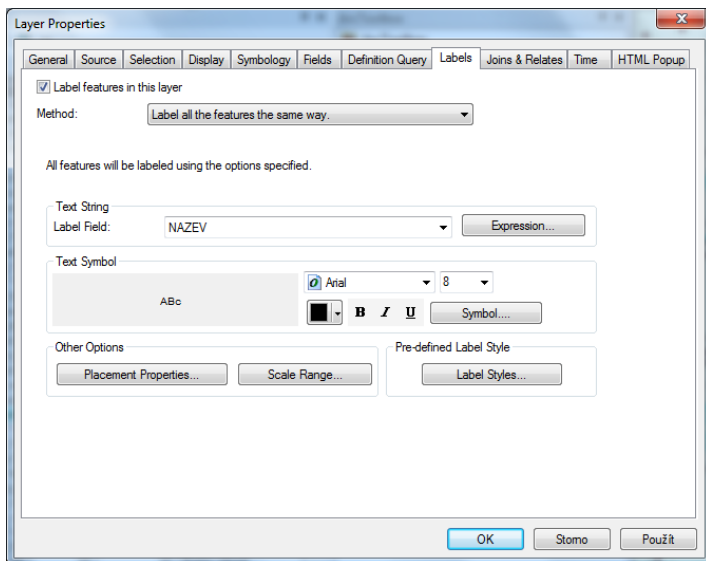 Layer Properties
General Source Selection Display Symbology Fields Definition Query Labels Joins & Relates Time HTML Popup
Label features in this layer
Method: Label all the features the same way.
All features will be labeled using the options specified.
Text String
Label Field: NAZEV Expression...
Text Symbol
ABc
Arial 8
B I U Symbol....
Other Options Pre-defined Label Style
Placement Properties... Scale Range... Label Styles...
OK Storno Použít